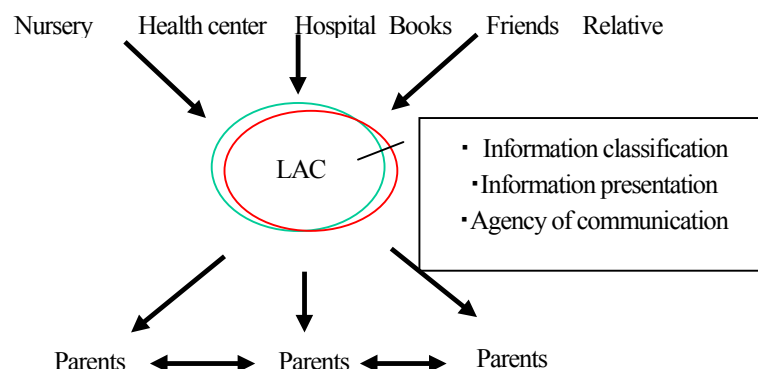 Nursery Health center Hospital Books Friends Relative
LAC
・ Information classification
・Information presentation
・Agency of communication
Parents Parents Parents